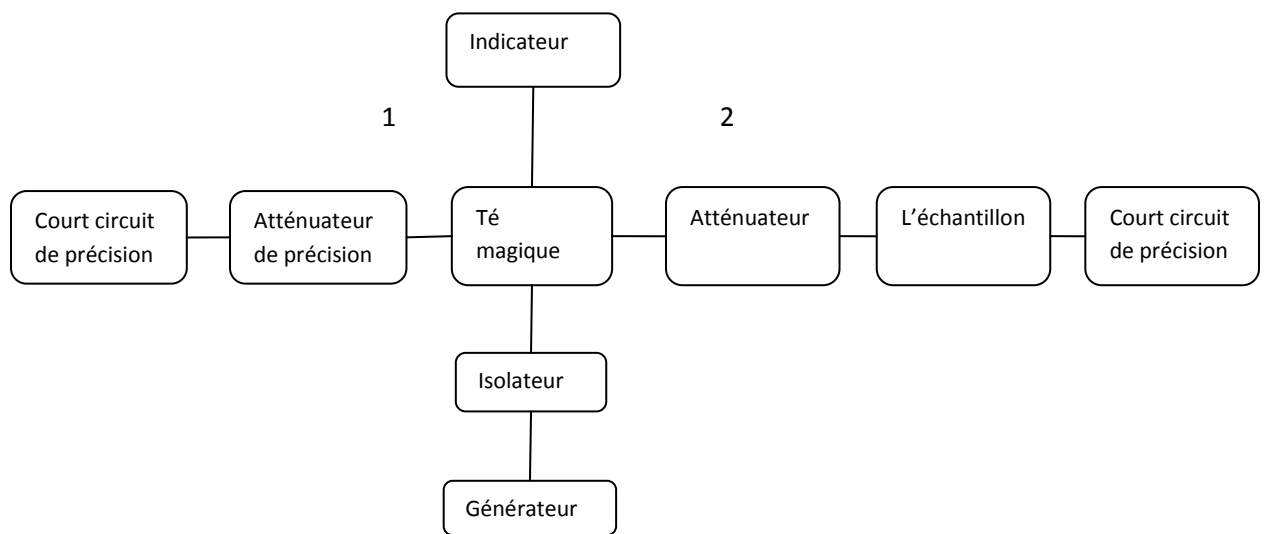 Indicateur
1
2
Court circuit
de précision
Atténuateur
de précision
Té
magique
Atténuateur
L’échantillon
Court circuit
de précision
Isolateur
Générateur